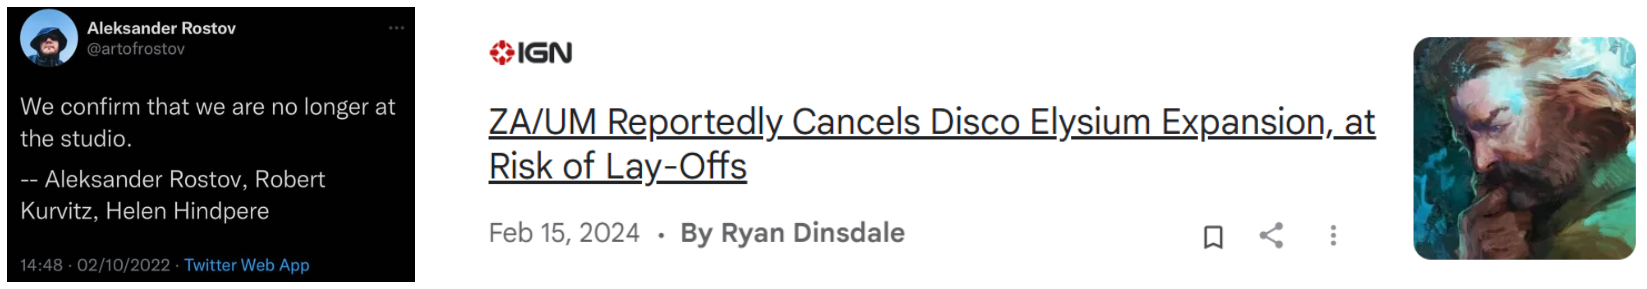 Aleksander Rostov
@artofrostov
We confirm that we are no longer at
the studio.
-- Aleksander Rostov, Robert
Kurvitz, Helen Hindpere
14:48 · 02/10/2022 · Twitter Web App
IGN
ZA/UM Reportedly Cancels Disco Elysium Expansion, at
Risk of Lay-Offs
Feb 15, 2024 · By Ryan Dinsdale